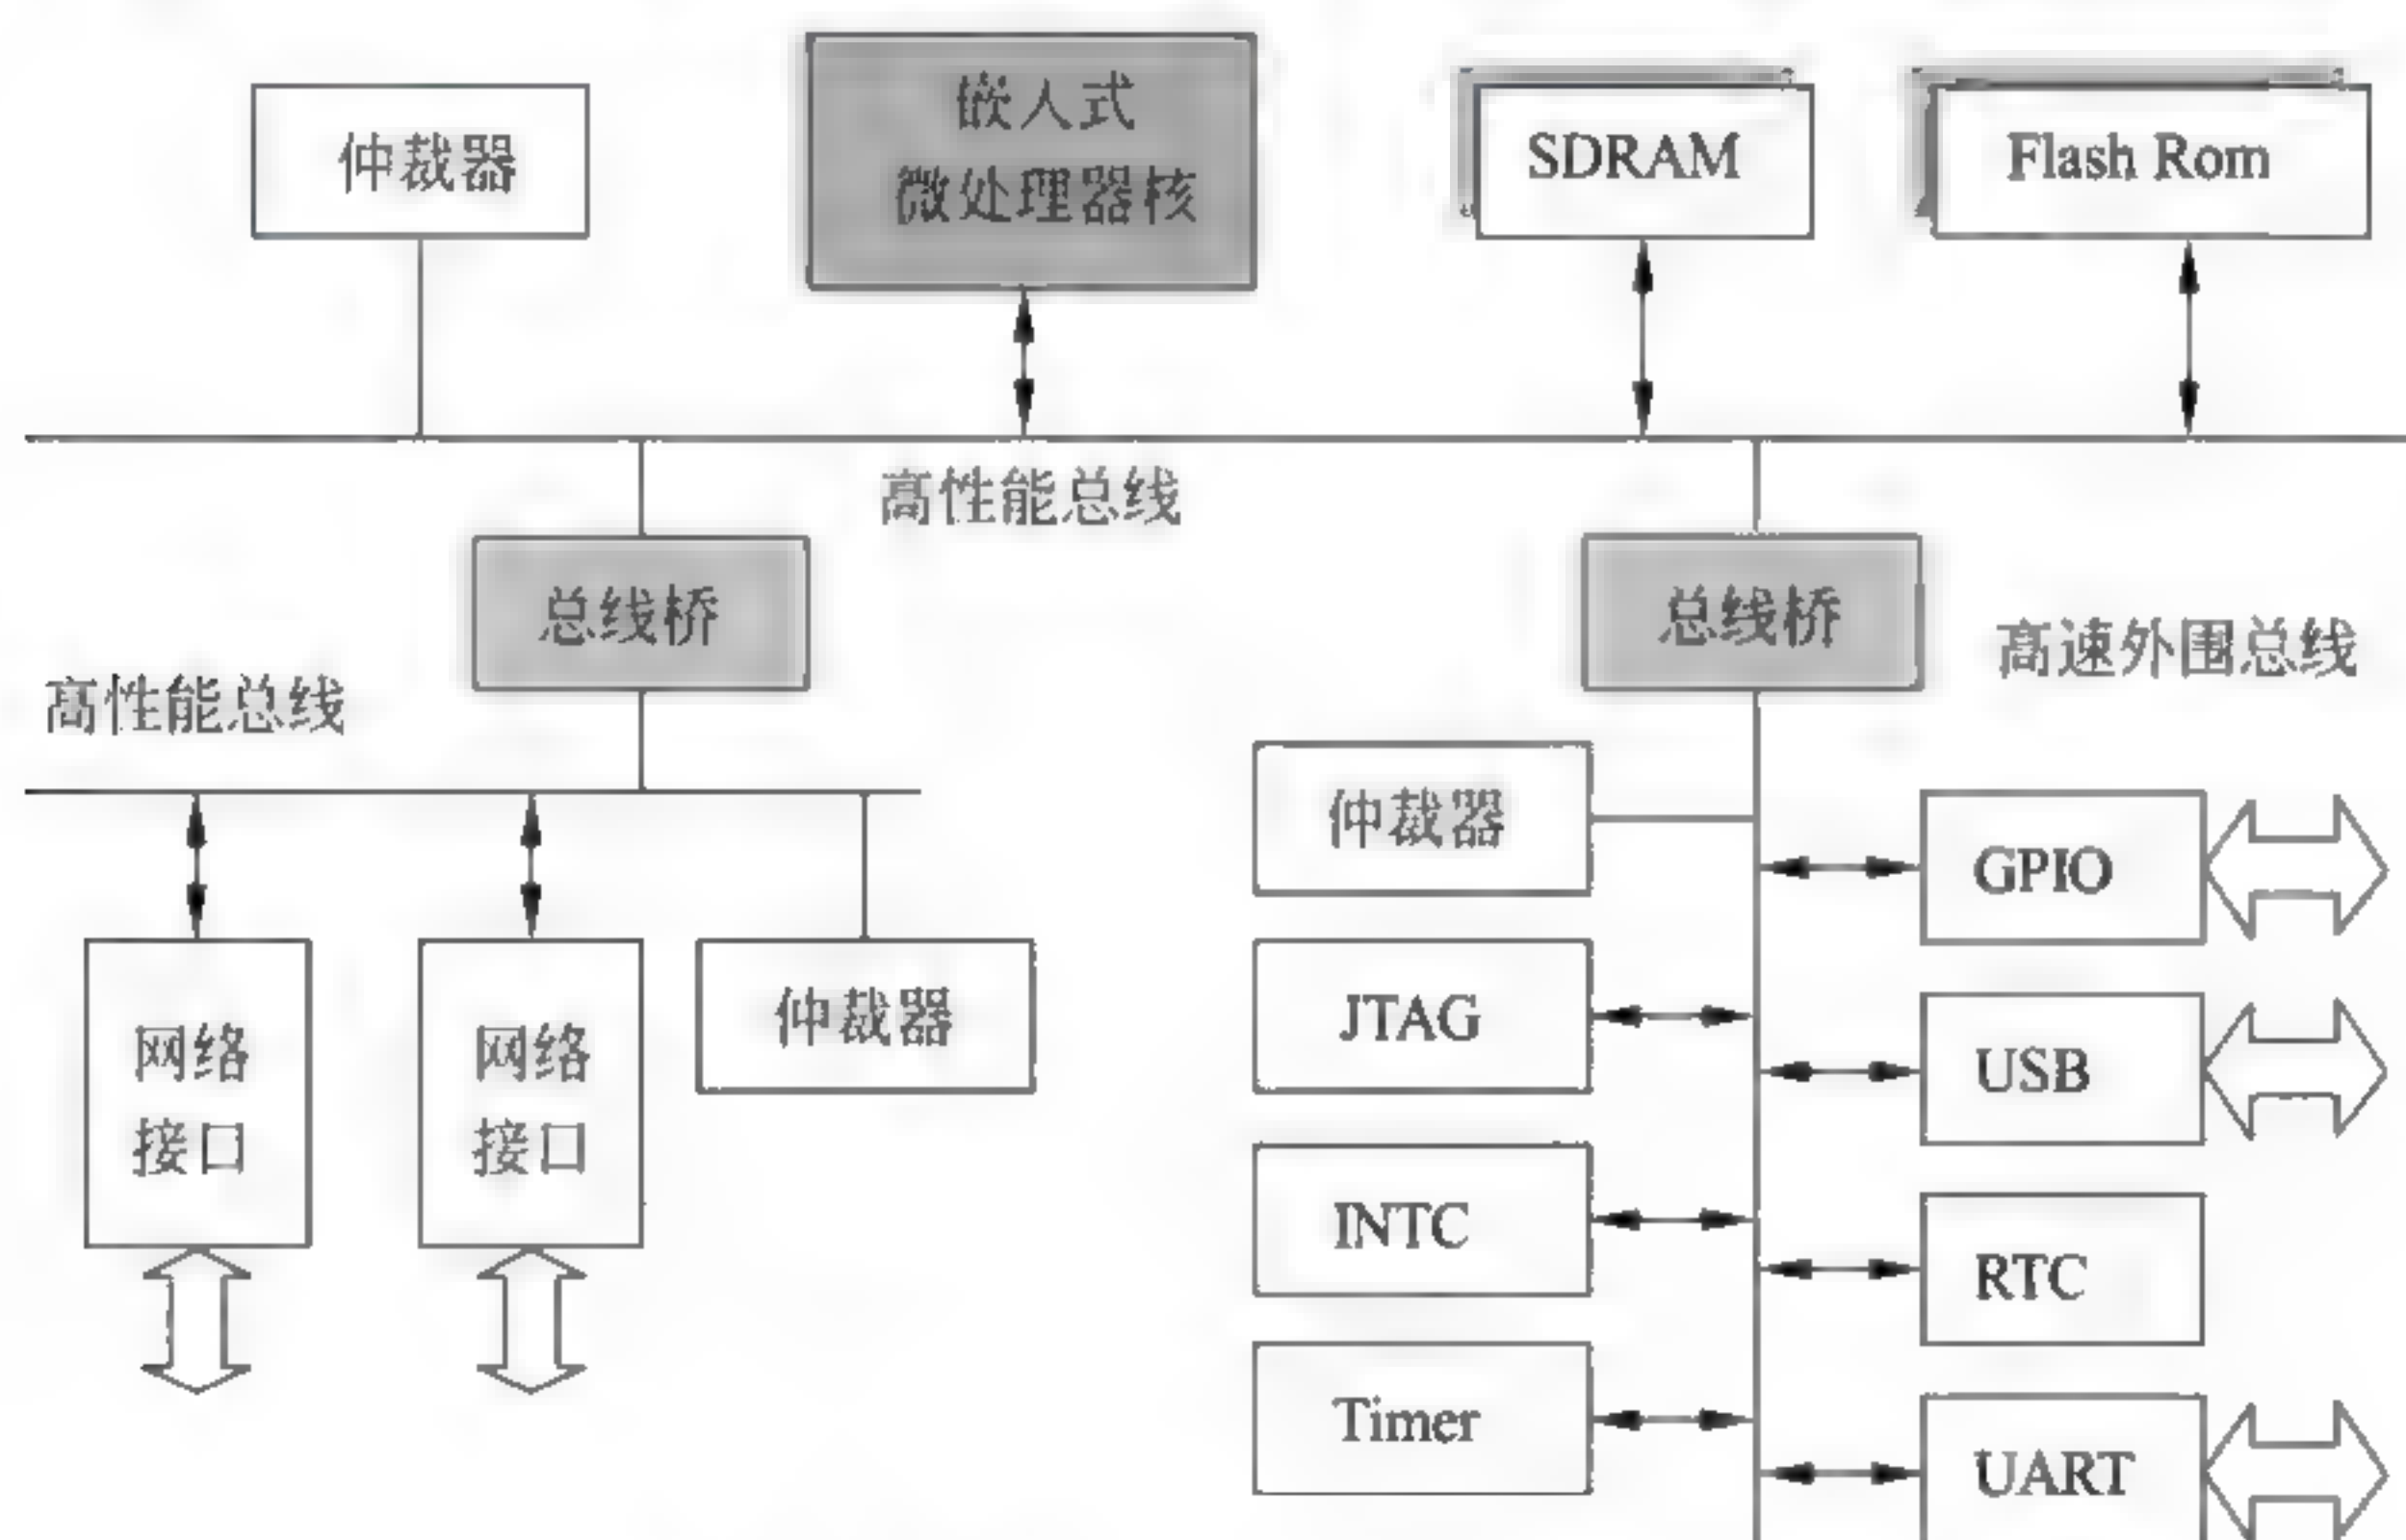 仲裁器
嵌入式
微处理器核
SDRAM
Flash Rom
高性能总线
总线桥
总线桥
高速外围总线
高性能总线
仲裁器
GPIO
网络
接口
网络
接口
仲裁器
JTAG
USB
INTC
RTC
Timer
UART